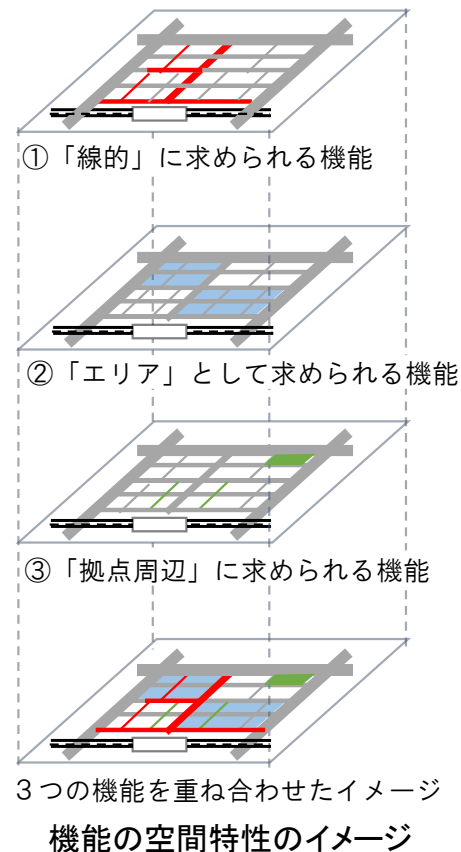 ①「線的」に求められる機能
②「エリア」として求められる機能
③「拠点周辺」に求められる機能
３つの機能を重ね合わせたイメージ
機能の空間特性のイメージ